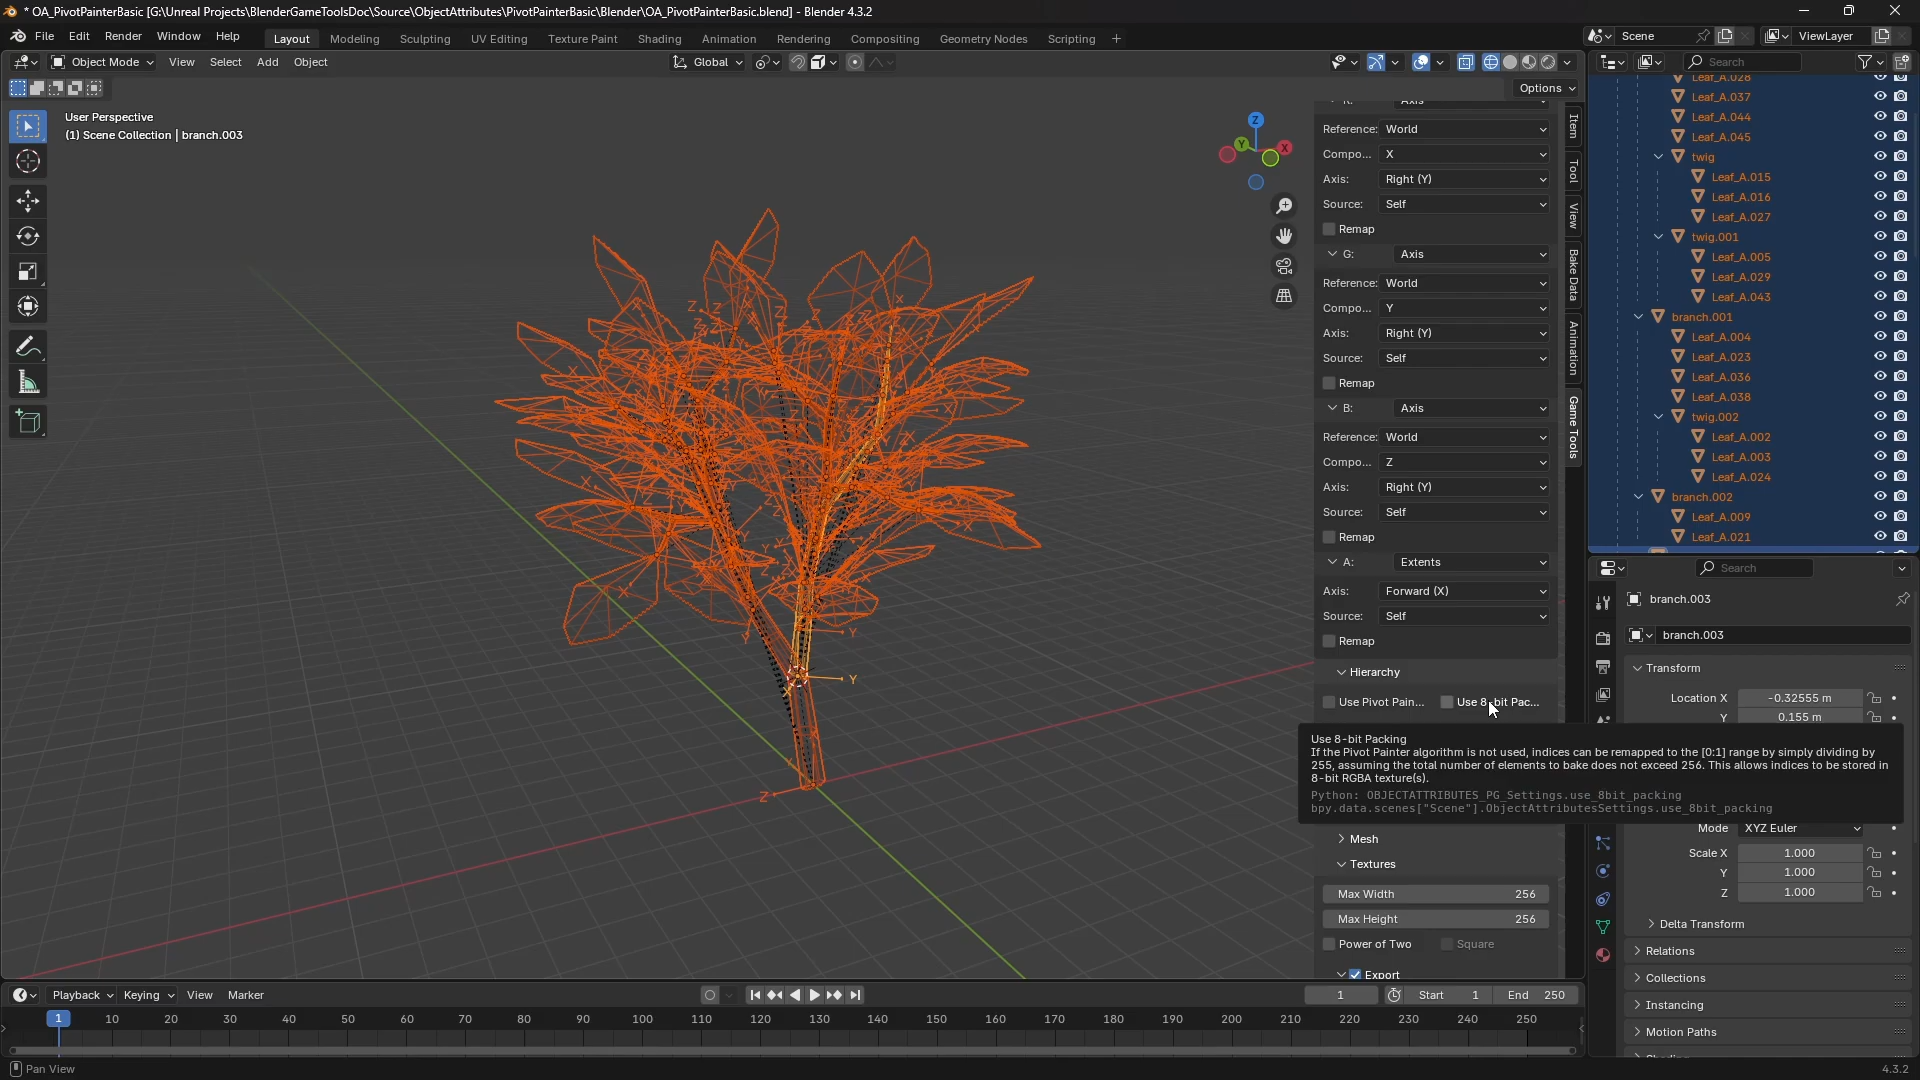 * OA_PivotPainterBasic [G:\Unreal Projects\BlenderGameToolsDoc\Source\ObjectAttributes\PivotPainterBasic\Blender\OA_PivotPainterBasic.blend] - Blender 4.3.2
File Edit Render Window Help Layout Modeling Sculpting UV Editing Texture Paint Shading Animation Rendering Compositing Geometry Nodes Scripting + Scene ViewLayer
Object Mode View Select Add Object Global Search
Options
User Perspective
(1) Scene Collection | branch.003
Z
Y
X
Item
Tool
View
Bake Data
Animation
Game Tools
Reference: World
Compo... X
Axis: Right (Y)
Source: Self
Remap
G: Axis
Reference: World
Compo... Y
Axis: Right (Y)
Source: Self
Remap
B: Axis
Reference: World
Compo... Z
Axis: Right (Y)
Source: Self
Remap
A: Extents
Axis: Forward (X)
Source: Self
Remap
Hierarchy
Use Pivot Pain... Use 8-bit Pac...
Use 8-bit Packing
If the Pivot Painter algorithm is not used, indices can be remapped to the [0:1] range by simply dividing by
255, assuming the total number of elements to bake does not exceed 256. This allows indices to be stored in
8-bit RGBA texture(s).
Python: OBJECTATTRIBUTES_PG_Settings.use_8bit_packing
bpy.data.scenes["Scene"].ObjectAttributesSettings.use_8bit_packing
Mesh
Textures
Max Width 256
Max Height 256
Power of Two Square
Export
Leaf_A.028
Leaf_A.037
Leaf_A.044
Leaf_A.045
twig
Leaf_A.015
Leaf_A.016
Leaf_A.027
twig.001
Leaf_A.005
Leaf_A.029
Leaf_A.043
branch.001
Leaf_A.004
Leaf_A.023
Leaf_A.036
Leaf_A.038
twig.002
Leaf_A.002
Leaf_A.003
Leaf_A.024
branch.002
Leaf_A.009
Leaf_A.021
Search
branch.003
branch.003
Transform
Location X -0.32555 m
Y 0.155 m
Mode XYZ Euler
Scale X 1.000
Y 1.000
Z 1.000
Delta Transform
Relations
Collections
Instancing
Motion Paths
Playback Keying View Marker 1 Start 1 End 250
1 10 20 30 40 50 60 70 80 90 100 110 120 130 140 150 160 170 180 190 200 210 220 230 240 250
Pan View 4.3.2